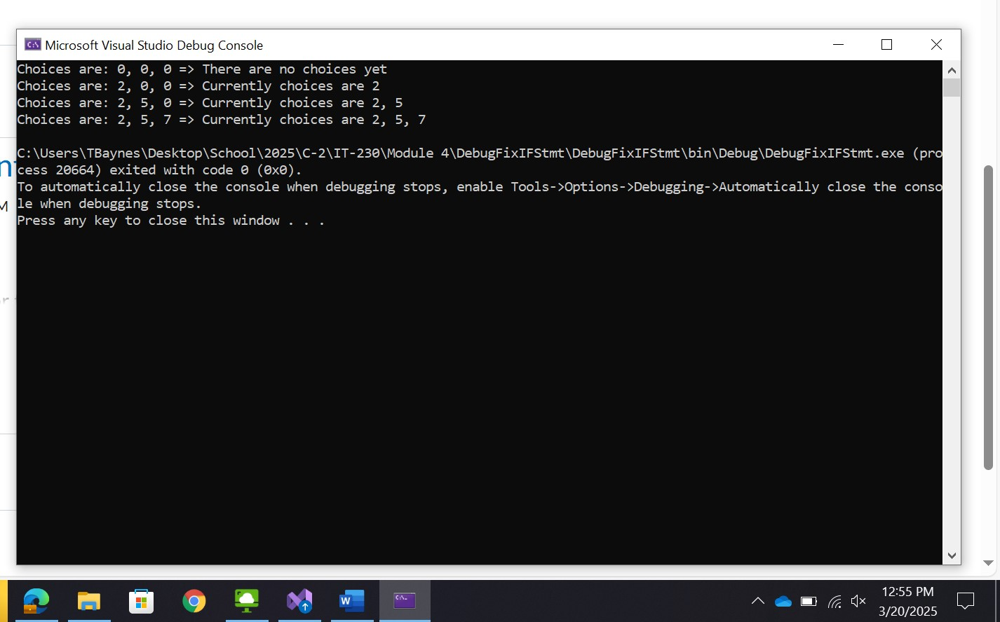 Microsoft Visual Studio Debug Console
Choices are: 0, 0, 0 => There are no choices yet
Choices are: 2, 0, 0 => Currently choices are 2
Choices are: 2, 5, 0 => Currently choices are 2, 5
Choices are: 2, 5, 7 => Currently choices are 2, 5, 7
C:\Users\TBaynes\Desktop\School\2025\C-2\IT-230\Module 4\DebugFixIFStmt\DebugFixIFStmt\bin\Debug\DebugFixIFStmt.exe (pro
cess 20664) exited with code 0 (0x0).
To automatically close the console when debugging stops, enable Tools->Options->Debugging->Automatically close the conso
le when debugging stops.
Press any key to close this window . . .
12:55 PM
3/20/2025